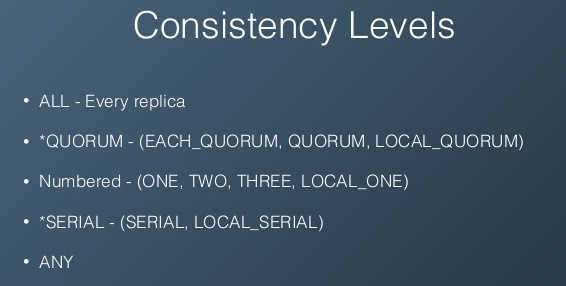 Consistency Levels
• ALL - Every replica
• *QUORUM - (EACH_QUORUM, QUORUM, LOCAL_QUORUM)
• Numbered - (ONE, TWO, THREE, LOCAL_ONE)
• *SERIAL - (SERIAL, LOCAL_SERIAL)
• ANY